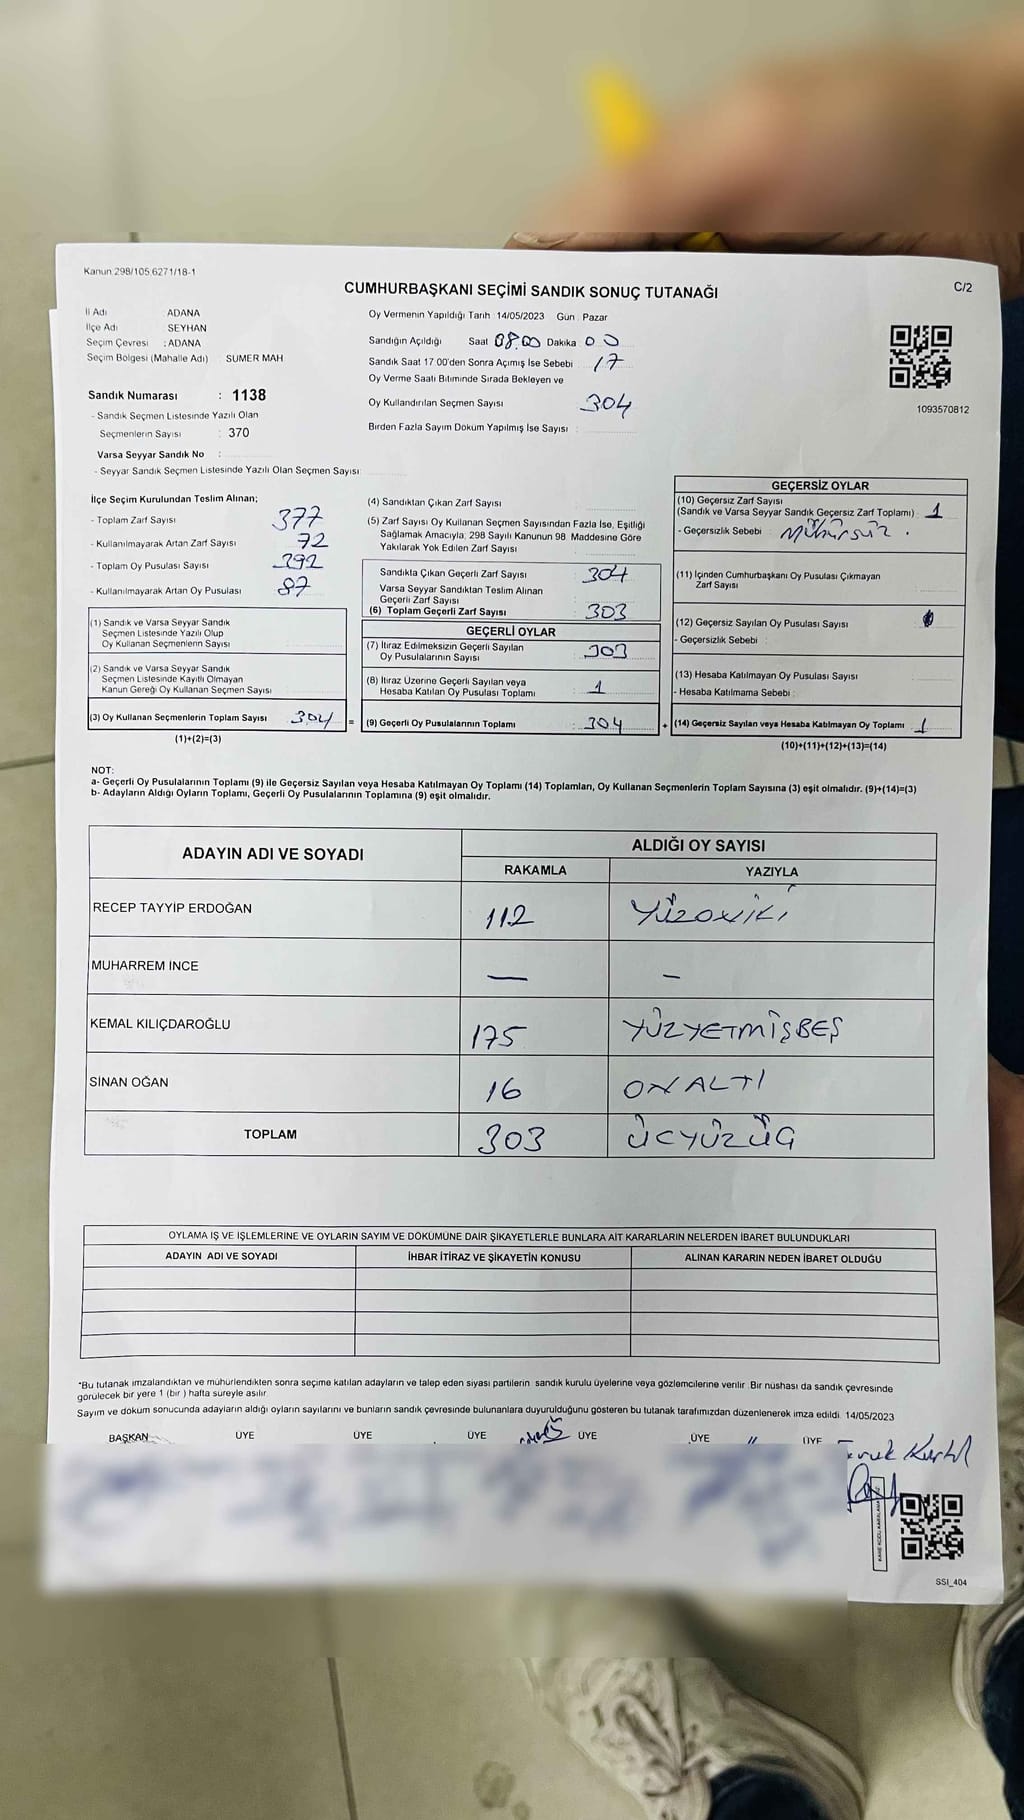 Kanun 298/105 6271/18-1
CUMHURBAŞKANI SEÇİMİ SANDIK SONUÇ TUTANAĞI
C/2
İl Adı : ADANA
İlçe Adı : SEYHAN
Seçim Çevresi : ADANA
Seçim Bölgesi (Mahalle Adı) : SUMER MAH
Sandık Numarası : 1138
- Sandık Seçmen Listesinde Yazılı Olan
Seçmenlerin Sayısı : 370
Varsa Seyyar Sandık No :
- Seyyar Sandık Seçmen Listesinde Yazılı Olan Seçmen Sayısı
Oy Vermenin Yapıldığı Tarih : 14/05/2023 Gün : Pazar
Sandığın Açıldığı Saat 08.00 Dakika 00
Sandık Saat 17 00'den Sonra Açımış İse Sebebi 17
Oy Verme Saati Bitiminde Sırada Bekleyen ve
Oy Kullandırılan Seçmen Sayısı 304
Birden Fazla Sayım Döküm Yapılmış İse Sayısı :
1093570812
İlçe Seçim Kurulundan Teslim Alınan;
- Toplam Zarf Sayısı 377
- Kullanılmayarak Artan Zarf Sayısı 72
- Toplam Oy Pusulası Sayısı 392
- Kullanılmayarak Artan Oy Pusulası 87
(1) Sandık ve Varsa Seyyar Sandık
Seçmen Listesinde Yazılı Olup
Oy Kullanan Seçmenlerin Sayısı
(2) Sandık ve Varsa Seyyar Sandık
Seçmen Listesinde Kayıtlı Olmayan
Kanun Gereği Oy Kullanan Seçmen Sayısı
(3) Oy Kullanan Seçmenlerin Toplam Sayısı 304 =
(1)+(2)=(3)
(4) Sandıktan Çıkan Zarf Sayısı
(5) Zarf Sayısı Oy Kullanan Seçmen Sayısından Fazla İse, Eşitliği
Sağlamak Amacıyla; 298 Sayılı Kanunun 98. Maddesine Göre
Yakılarak Yok Edilen Zarf Sayısı
Sandıkta Çıkan Geçerli Zarf Sayısı : 304
Varsa Seyyar Sandıktan Teslim Alınan
Geçerli Zarf Sayısı
(6) Toplam Geçerli Zarf Sayısı : 303
GEÇERLİ OYLAR
(7) İtiraz Edilmeksizin Geçerli Sayılan
Oy Pusulalarının Sayısı : 303
(8) İtiraz Üzerine Geçerli Sayılan veya
Hesaba Katılan Oy Pusulası Toplamı : 1
(9) Geçerli Oy Pusulalarının Toplamı : 304 +
GEÇERSİZ OYLAR
(10) Geçersiz Zarf Sayısı
(Sandık ve Varsa Seyyar Sandık Geçersiz Zarf Toplamı) : 1
- Geçersizlik Sebebi : Mühürsüz .
(11) İçinden Cumhurbaşkanı Oy Pusulası Çıkmayan
Zarf Sayısı
(12) Geçersiz Sayılan Oy Pusulası Sayısı
- Geçersizlik Sebebi :
(13) Hesaba Katılmayan Oy Pusulası Sayısı
- Hesaba Katılmama Sebebi :
(14) Geçersiz Sayılan veya Hesaba Katılmayan Oy Toplamı : 1
(10)+(11)+(12)+(13)=(14)
NOT:
a- Geçerli Oy Pusulalarının Toplamı (9) ile Geçersiz Sayılan veya Hesaba Katılmayan Oy Toplamı (14) Toplamları, Oy Kullanan Seçmenlerin Toplam Sayısına (3) eşit olmalıdır. (9)+(14)=(3)
b- Adayların Aldığı Oyların Toplamı, Geçerli Oy Pusulalarının Toplamına (9) eşit olmalıdır.
ADAYIN ADI VE SOYADI ALDIĞI OY SAYISI
RAKAMLA YAZIYLA
RECEP TAYYİP ERDOĞAN 112 YÜZONİKİ
MUHARREM İNCE — –
KEMAL KILIÇDAROĞLU 175 YÜZYETMİŞBEŞ
SİNAN OĞAN 16 ONALTI
TOPLAM 303 ÜCYÜZÜÇ
OYLAMA İŞ VE İŞLEMLERİNE VE OYLARIN SAYIM VE DÖKÜMÜNE DAİR ŞİKAYETLERLE BUNLARA AİT KARARLARIN NELERDEN İBARET BULUNDUKLARI
ADAYIN ADI VE SOYADI İHBAR İTİRAZ VE ŞİKAYETİN KONUSU ALINAN KARARIN NEDEN İBARET OLDUĞU
*Bu tutanak imzalandıktan ve mühürlendikten sonra seçime katılan adayların ve talep eden siyasi partilerin sandık kurulu üyelerine veya gözlemcilerine verilir Bir nüshası da sandık çevresinde
görülecek bir yere 1 (bir ) hafta süreyle asılır
Sayım ve döküm sonucunda adayların aldığı oyların sayılarını ve bunların sandık çevresinde bulunanlara duyurulduğunu gösteren bu tutanak tarafımızdan düzenlenerek imza edildi. 14/05/2023
BAŞKAN ÜYE ÜYE ÜYE ÜYE ÜYE ÜYE
SSI_404